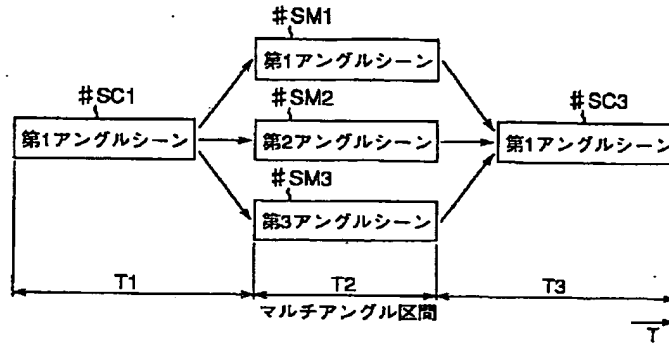 #SM1
第1アングルシーン
#SC1
第1アングルシーン
#SM2
第2アングルシーン
#SC3
第1アングルシーン
#SM3
第3アングルシーン
T1
T2
T3
マルチアングル区間
T